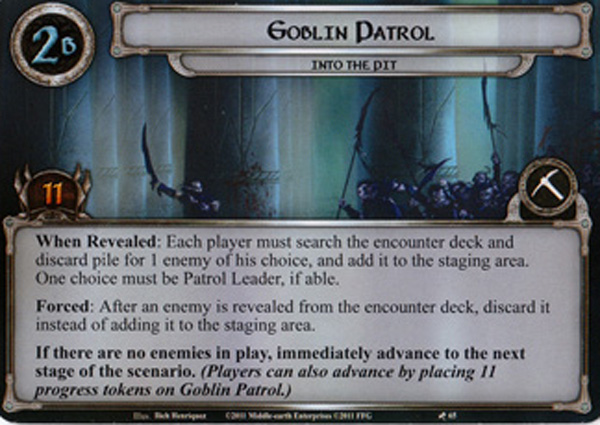 2B
GOBLIN PATROL
INTO THE PIT
11
When Revealed: Each player must search the encounter deck and
discard pile for 1 enemy of his choice, and add it to the staging area.
One choice must be Patrol Leader, if able.
Forced: After an enemy is revealed from the encounter deck, discard it
instead of adding it to the staging area.
If there are no enemies in play, immediately advance to the next
stage of the scenario. (Players can also advance by placing 11
progress tokens on Goblin Patrol.)
Illus. Rich Henriquez ©2011 Middle-earth Enterprises ©2011 FFG 65